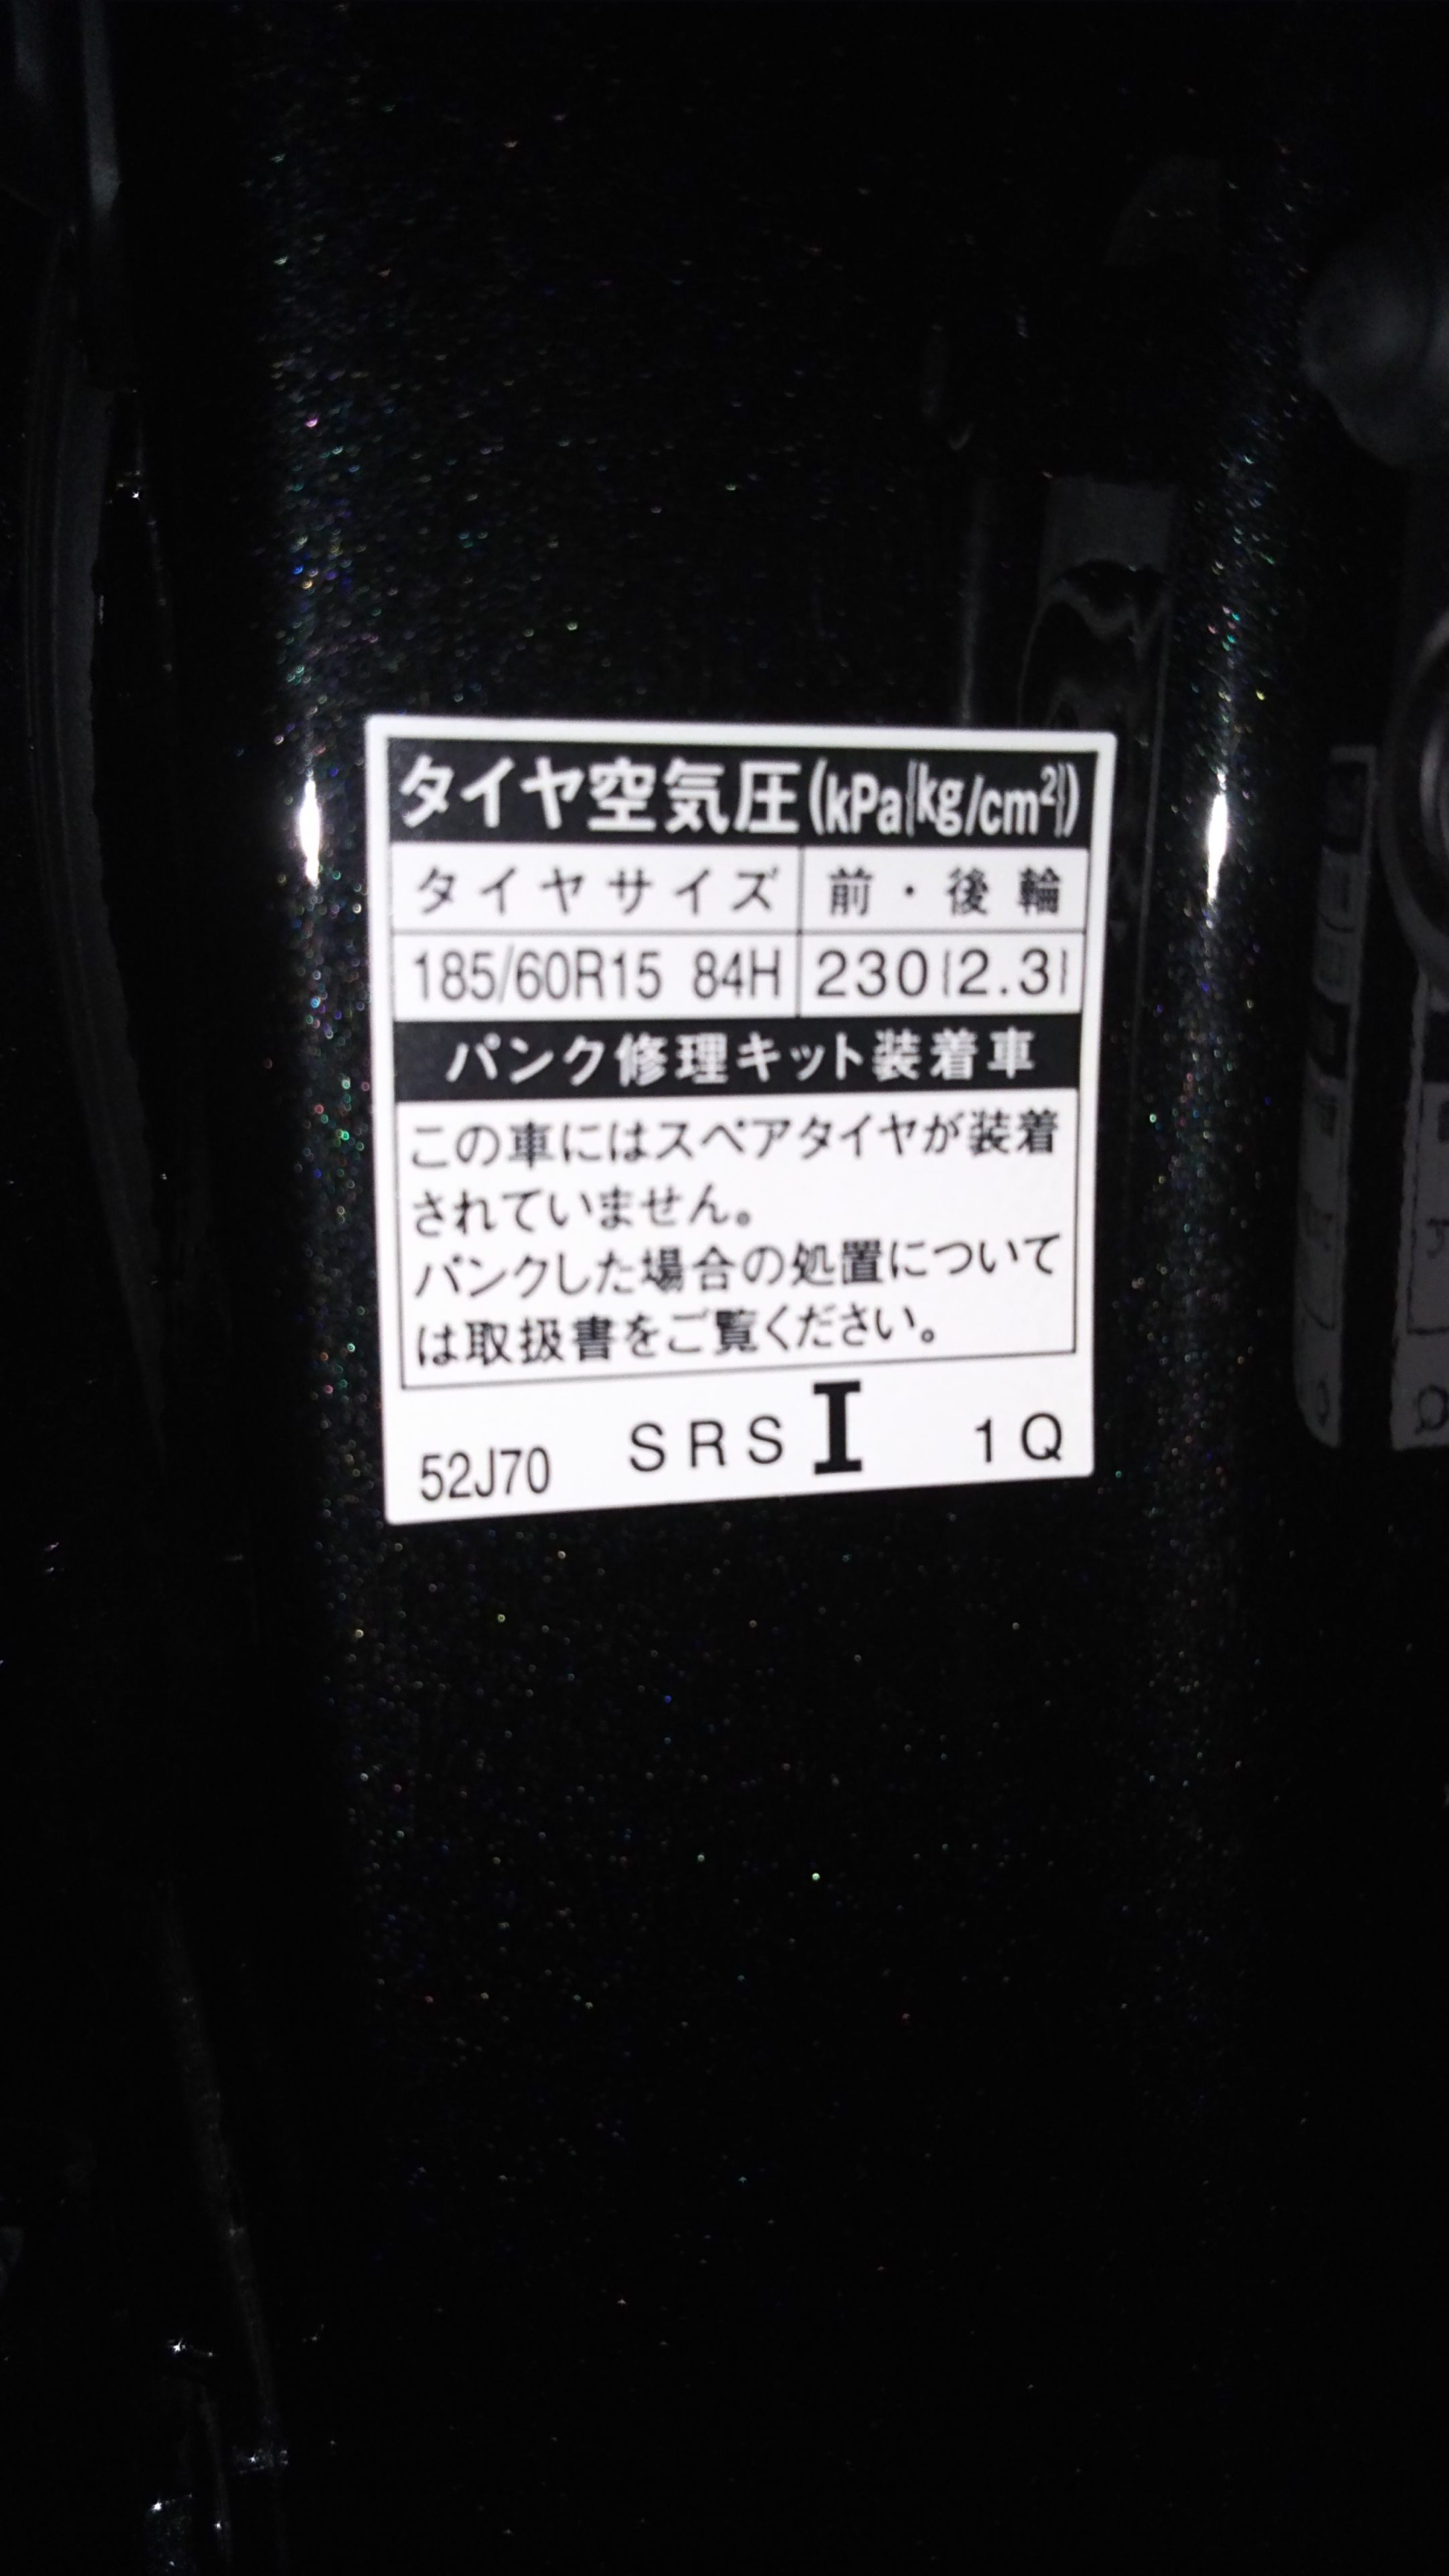 タイヤ空気圧(kPa{kg/cm²})
タイヤサイズ 前・後輪
185/60R15 84H 230{2.3}
パンク修理キット装着車
この車にはスペアタイヤが装着
されていません。
パンクした場合の処置について
は取扱書をご覧ください。
52J70 SRS I 1Q